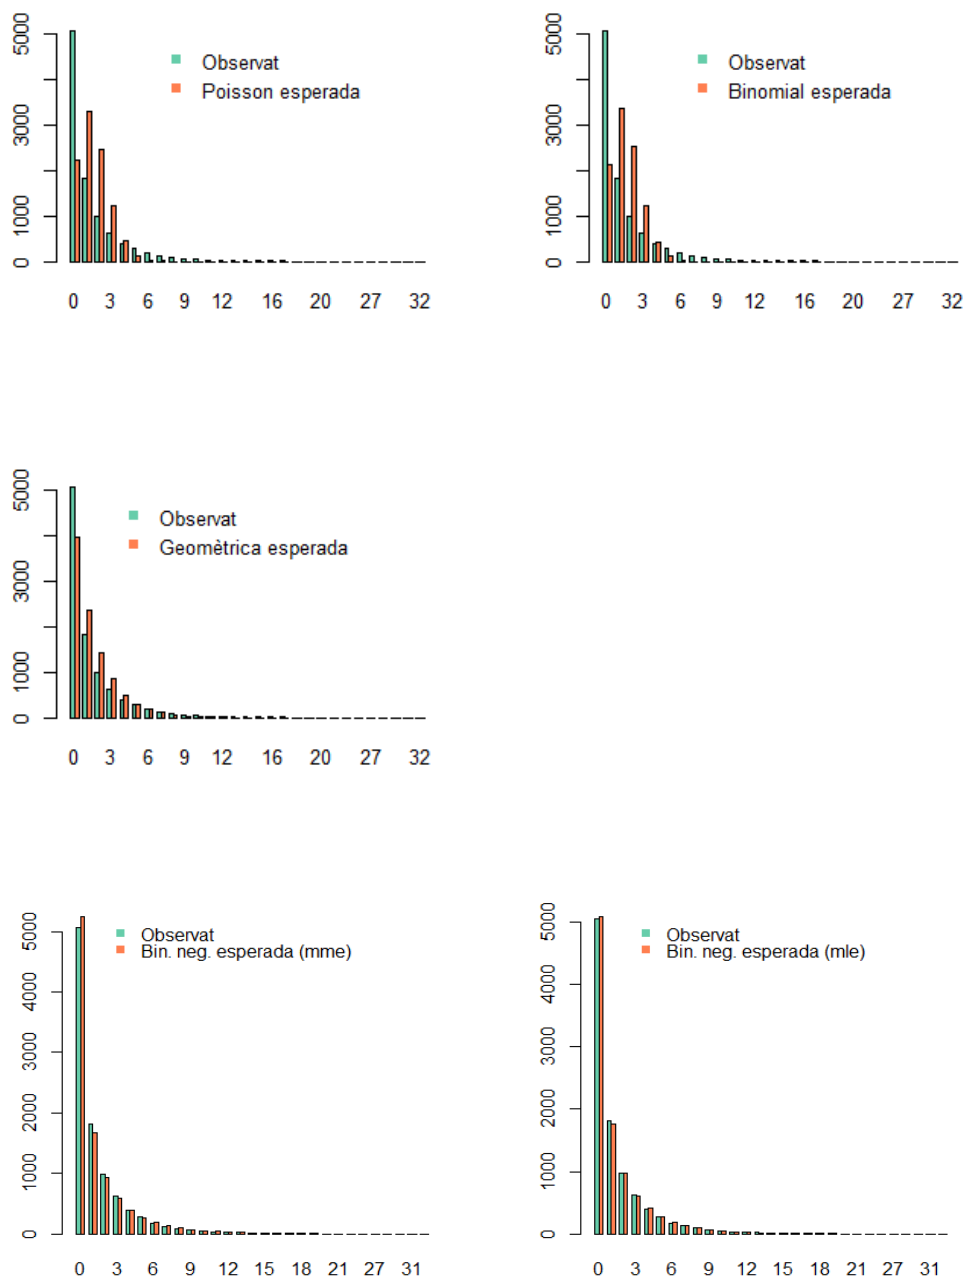 Observat
Poisson esperada
0 1000 3000 5000
0 3 6 9 12 16 20 27 32
Observat
Binomial esperada
0 1000 3000 5000
0 3 6 9 12 16 20 27 32
Observat
Geomètrica esperada
0 1000 3000 5000
0 3 6 9 12 16 20 27 32
Observat
Bin. neg. esperada (mme)
0 1000 2000 3000 4000 5000
0 3 6 9 12 15 18 21 27 31
Observat
Bin. neg. esperada (mle)
0 1000 2000 3000 4000 5000
0 3 6 9 12 15 18 21 27 31